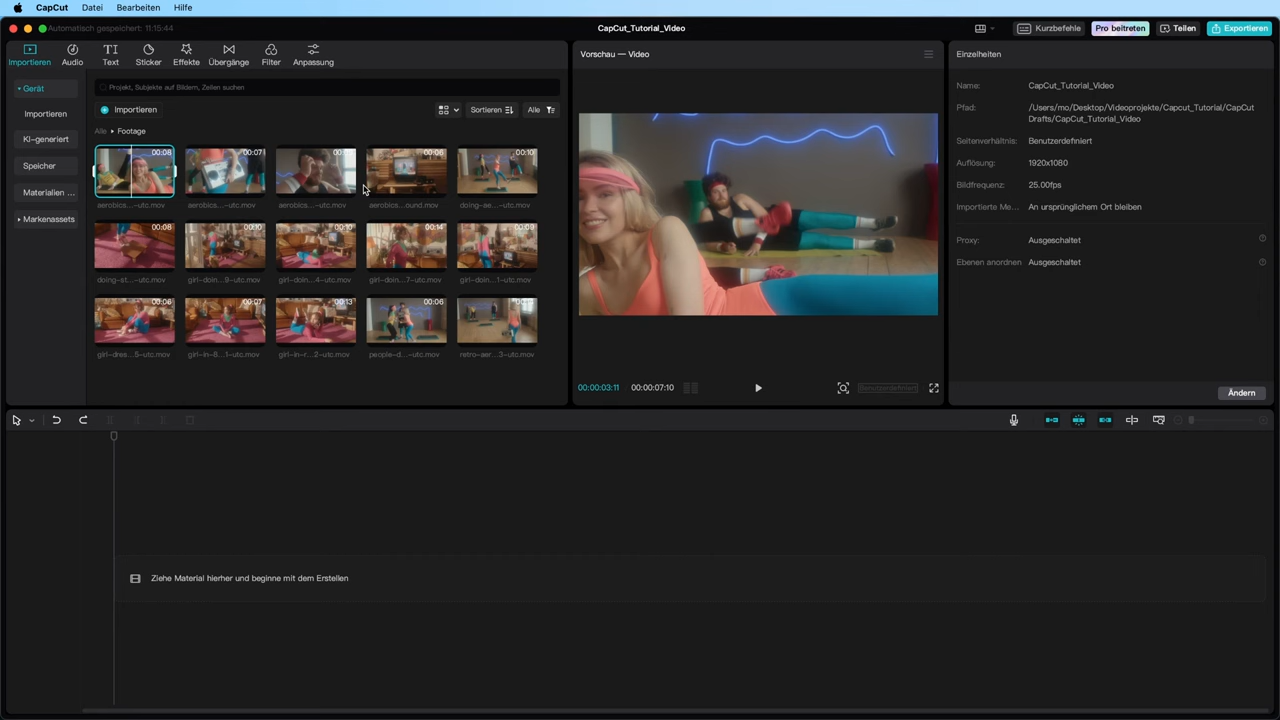 CapCut Datei Bearbeiten Hilfe
Automatisch gespeichert: 11:15:44
CapCut_Tutorial_Video
Kurzbefehle
Pro beitreten
Teilen
Exportieren
Importieren Audio Text Sticker Effekte Übergänge Filter Anpassung
Gerät
Importieren
KI-generiert
Speicher
Materialien ...
Markenassets
Projekt, Subjekte auf Bildern, Zeilen suchen
Importieren
Sortieren
Alle
Alle Footage
00:08 00:07 00:06 00:10
aerobics...-utc.mov aerobics...-utc.mov aerobics...-utc.mov aerobics...ound.mov doing-ae...-utc.mov
00:08 00:10 00:10 00:14
doing-st...-utc.mov girl-doin...9-utc.mov girl-doin...4-utc.mov girl-doin...7-utc.mov girl-doin...1-utc.mov
00:07 00:13 00:06
girl-dres...5-utc.mov girl-in-8...1-utc.mov girl-in-r...2-utc.mov people-d...-utc.mov retro-aer...3-utc.mov
Vorschau — Video
00:00:03:11 00:00:07:10
Benutzerdefiniert
Einzelheiten
Name: CapCut_Tutorial_Video
Pfad: /Users/mo/Desktop/Videoprojekte/Capcut_Tutorial/CapCut
Drafts/CapCut_Tutorial_Video
Seitenverhältnis: Benutzerdefiniert
Auflösung: 1920x1080
Bildfrequenz: 25.00fps
Importierte Me... An ursprünglichem Ort bleiben
Proxy: Ausgeschaltet
Ebenen anordnen Ausgeschaltet
Ändern
Ziehe Material hierher und beginne mit dem Erstellen